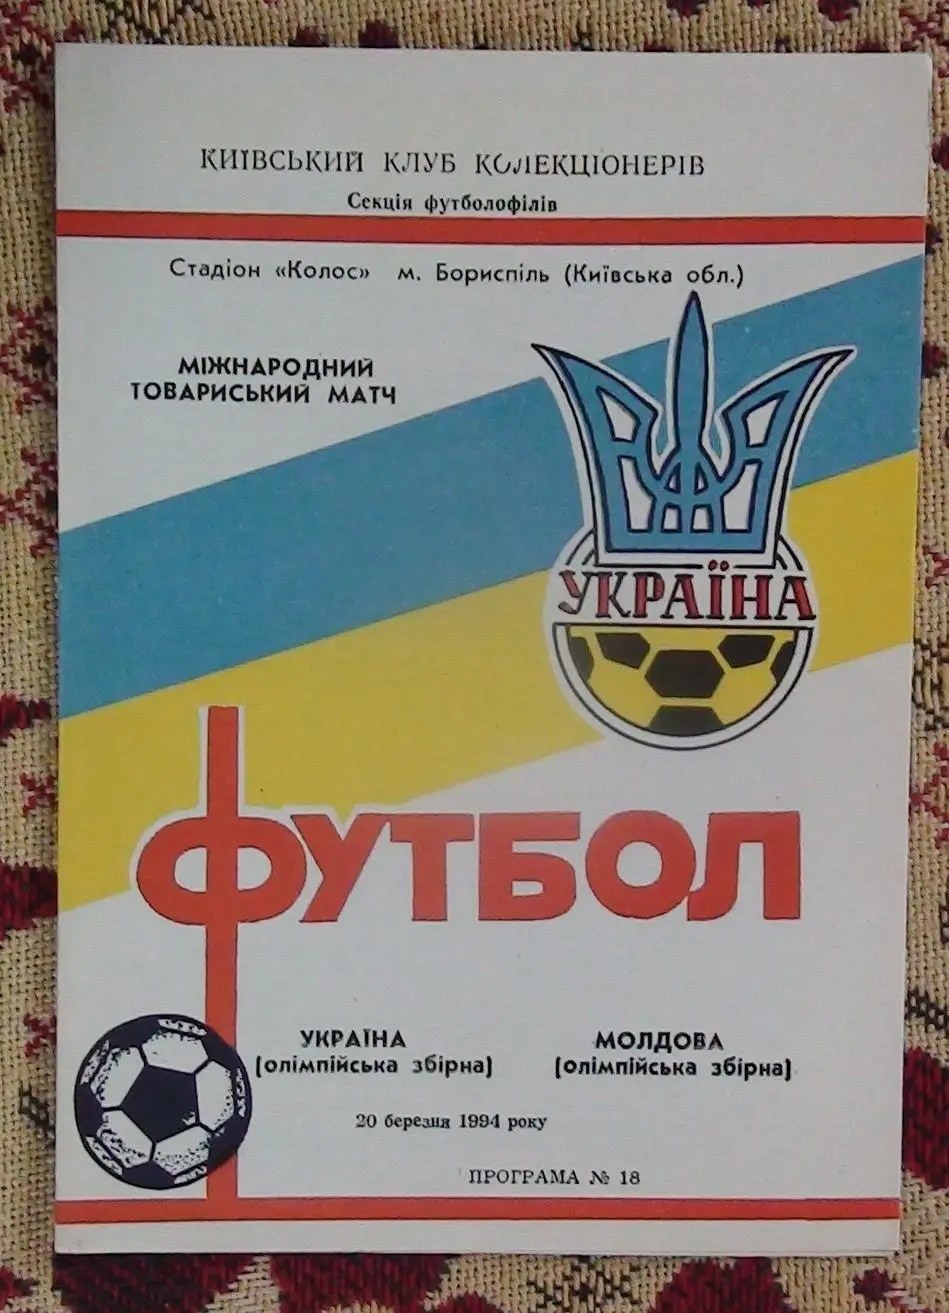 КИЇВСЬКИЙ КЛУБ КОЛЕКЦІОНЕРІВ
Секція футболофілів
Стадіон «Колос» м. Бориспіль (Київська обл.)
МІЖНАРОДНИЙ
ТОВАРИСЬКИЙ МАТЧ
УКРАЇНА
ФУТБОЛ
УКРАЇНА МОЛДОВА
(олімпійська збірна) (олімпійська збірна)
20 березня 1994 року
ПРОГРАМА № 18